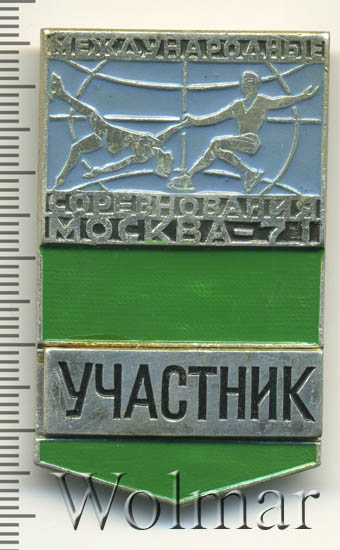 МЕЖДУНАРОДНЫЕ
СОРЕВНОВАНИЯ
МОСКВА-71
УЧАСТНИК
Wolmar